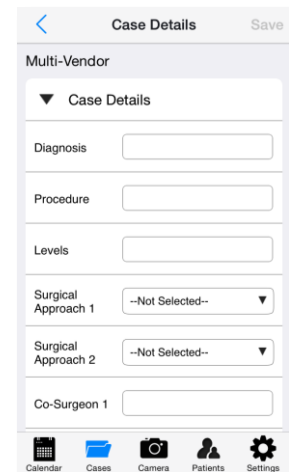 Case Details Save
Multi-Vendor
▼ Case Details
Diagnosis
Procedure
Levels
Surgical
Approach 1
--Not Selected-- ▼
Surgical
Approach 2
--Not Selected-- ▼
Co-Surgeon 1
Calendar Cases Camera Patients Settings